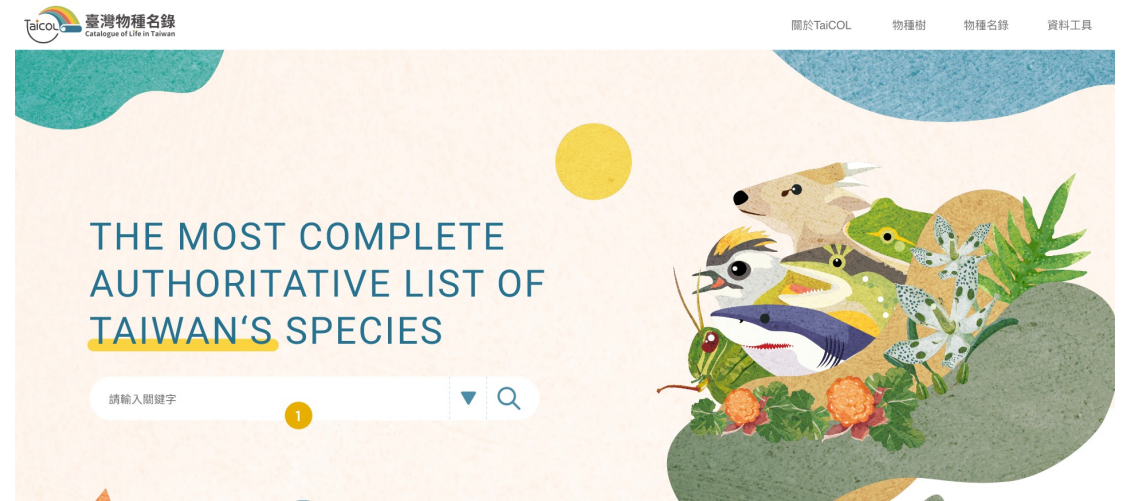 Taicol
臺灣物種名錄
Catalogue of Life in Taiwan
關於TaiCOL 物種樹 物種名錄 資料工具
THE MOST COMPLETE
AUTHORITATIVE LIST OF
TAIWAN‘S SPECIES
請輸入關鍵字
1